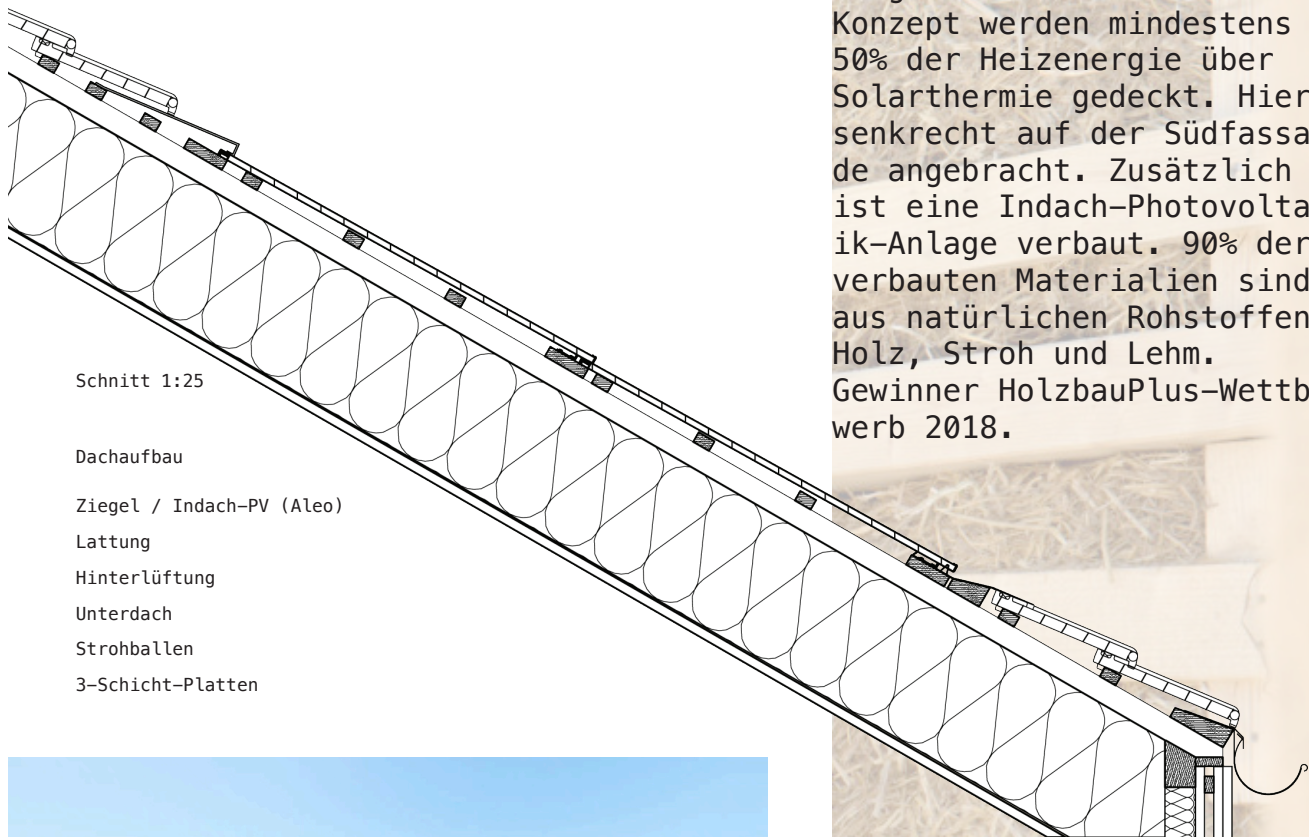 Konzept werden mindestens
50% der Heizenergie über
Solarthermie gedeckt. Hier
senkrecht auf der Südfassa
de angebracht. Zusätzlich
ist eine Indach–Photovolta
ik–Anlage verbaut. 90% der
verbauten Materialien sind
aus natürlichen Rohstoffen
Holz, Stroh und Lehm.
Gewinner HolzbauPlus–Wettb
werb 2018.
Schnitt 1:25
Dachaufbau
Ziegel / Indach–PV (Aleo)
Lattung
Hinterlüftung
Unterdach
Strohballen
3–Schicht–Platten